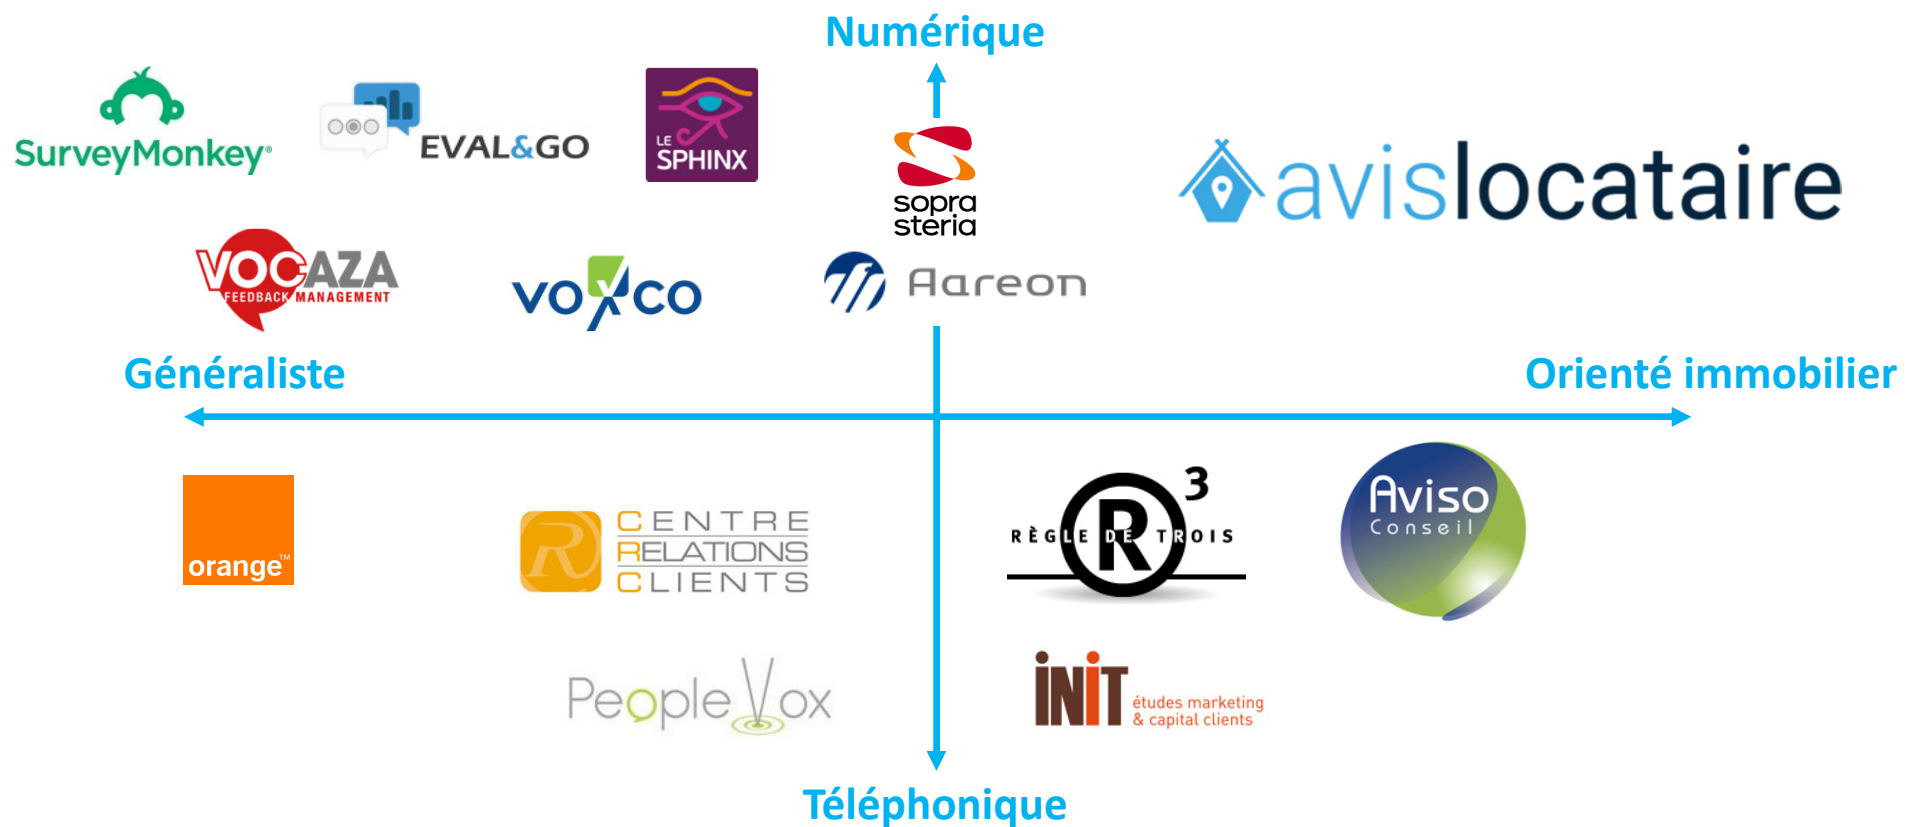 Numérique
SurveyMonkey®
EVAL&GO
LE
SPHINX
sopra
steria
avislocataire
VOCAZA
FEEDBACK MANAGEMENT
voxco
Aareon
Généraliste
Orienté immobilier
orange™
R
CENTRE
RELATIONS
CLIENTS
3
R
RÈGLE DE TROIS
Aviso
Conseil
PeopleVox
INIT
études marketing
& capital clients
Téléphonique